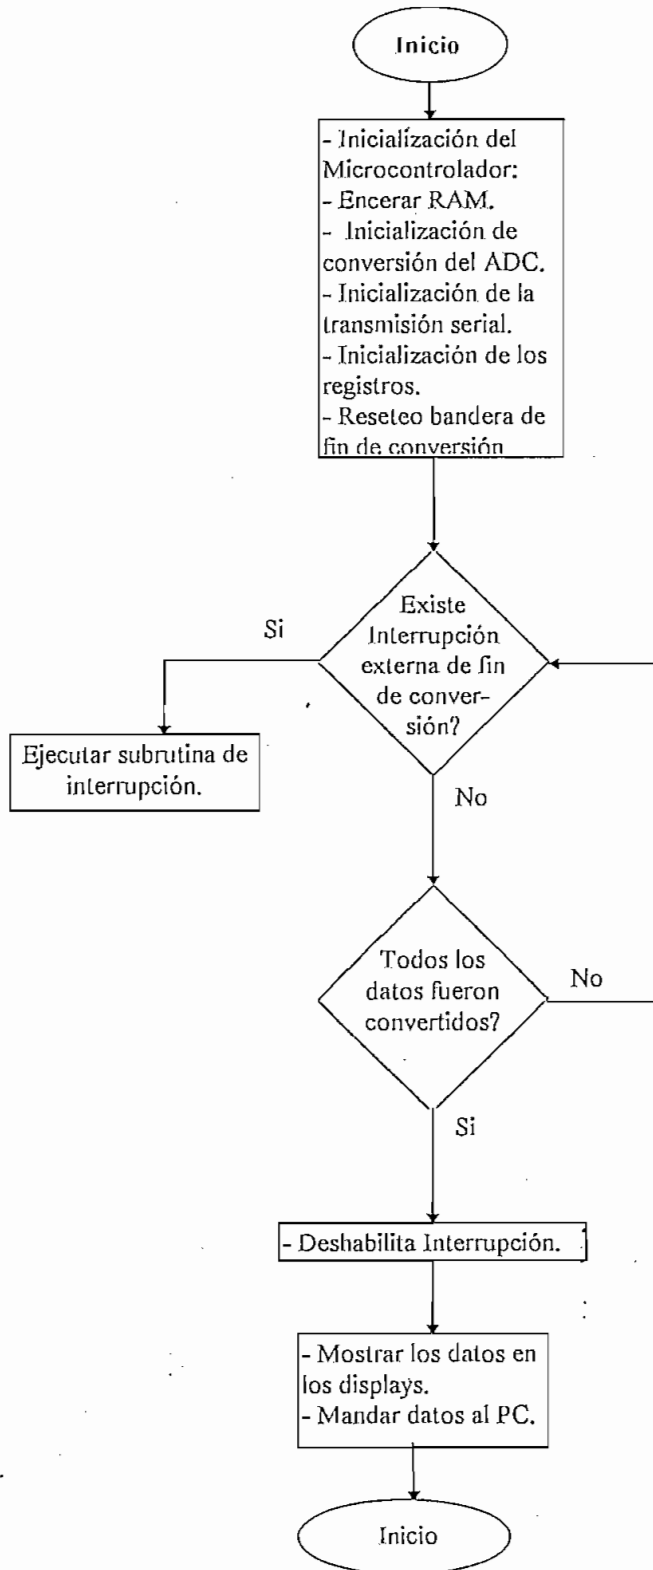 Inicio
- Inicialización del
Microcontrolador:
- Encerar RAM.
- Inicialización de
conversión del ADC.
- Inicialización de la
transmisión serial.
- Inicialización de los
registros.
- Reseteo bandera de
fin de conversión
Existe
Interrupción
externa de fin
de conver-
sión?
Si
Ejecutar subrutina de
interrupción.
No
Todos los
datos fueron
convertidos?
No
Si
- Deshabilita Interrupción.
- Mostrar los datos en
los displays.
- Mandar datos al PC.
Inicio